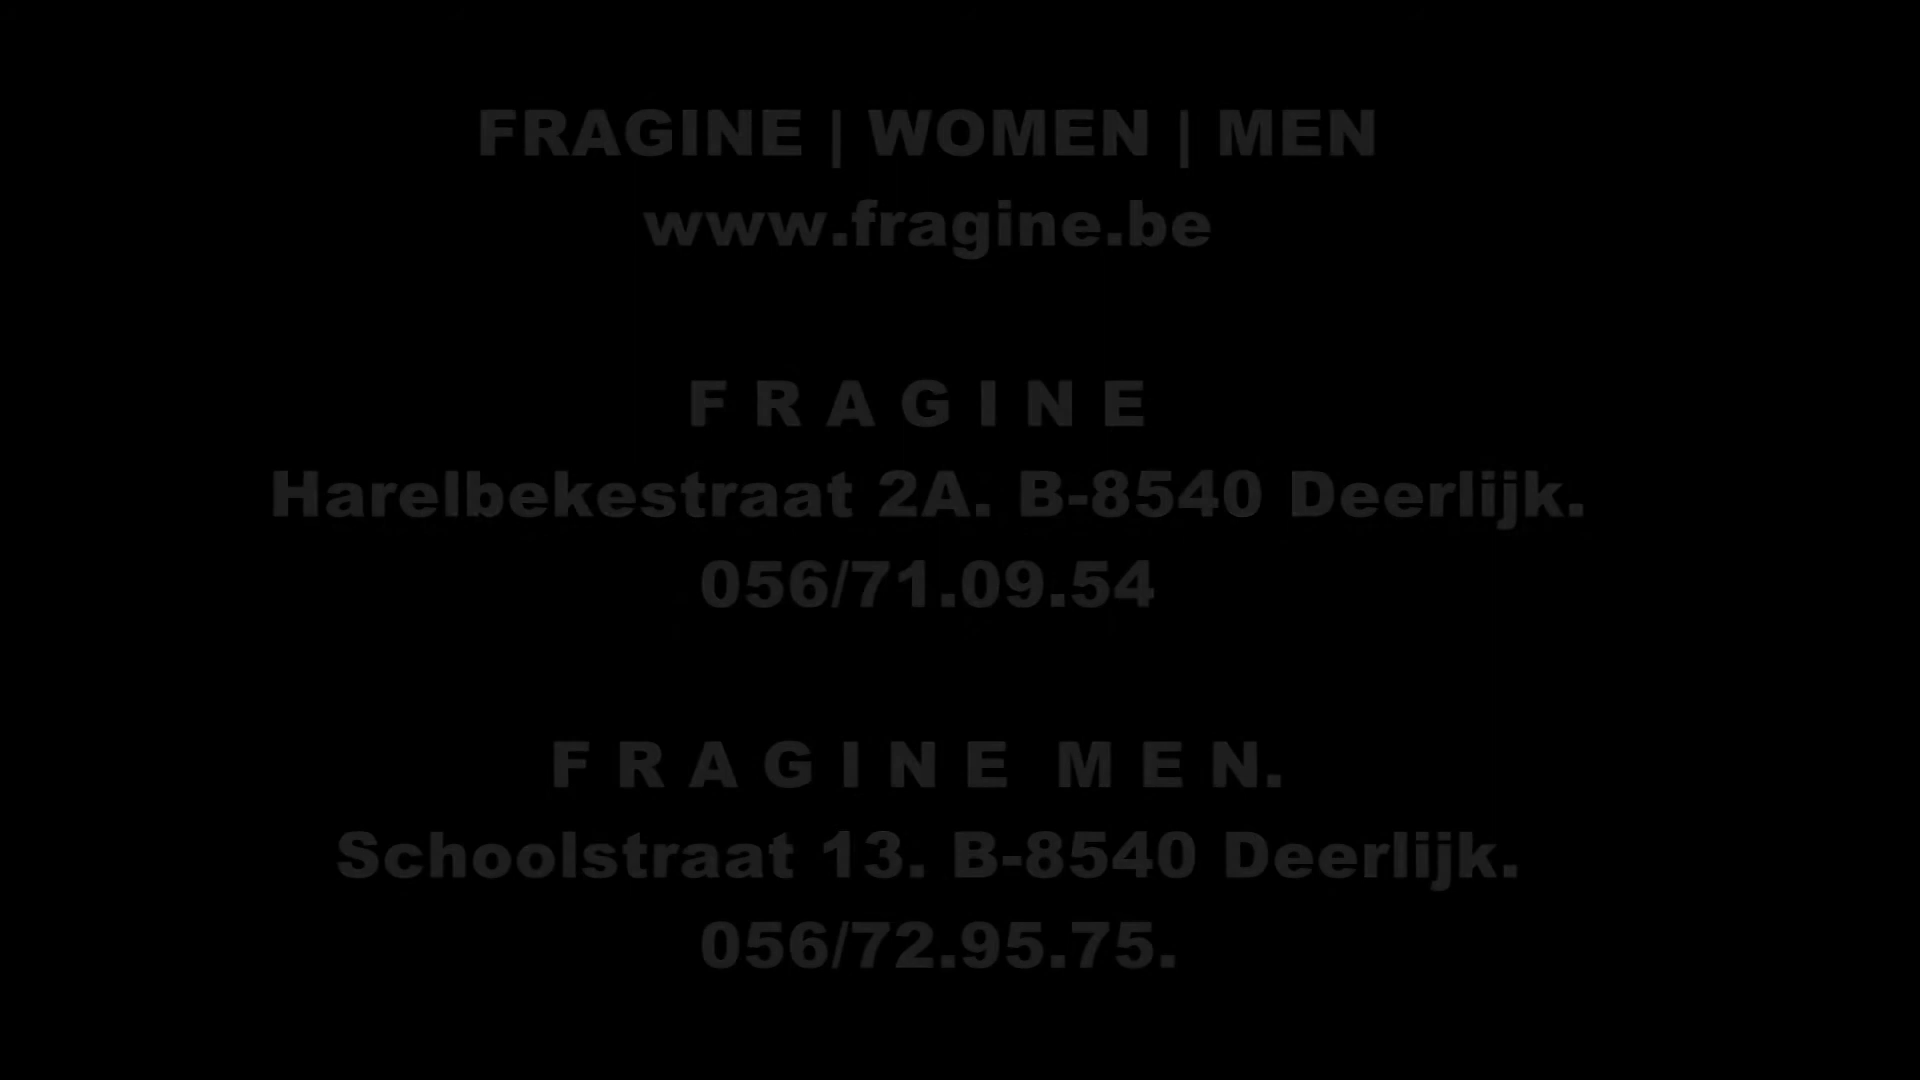 FRAGINE | WOMEN | MEN
www.fragine.be
F R A G I N E
Harelbekestraat 2A. B-8540 Deerlijk.
056/71.09.54
F R A G I N E  M E N.
Schoolstraat 13. B-8540 Deerlijk.
056/72.95.75.